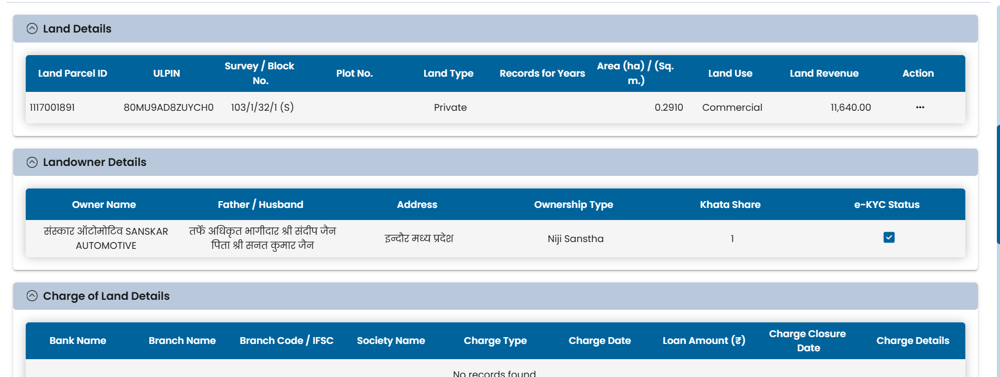 Land Details
Land Parcel ID ULPIN Survey / Block No. Plot No. Land Type Records for Years Area (ha) / (Sq. m.) Land Use Land Revenue Action
1117001891 80MU9AD8ZUYCH0 103/1/32/1 (S) Private 0.2910 Commercial 11,640.00 ···
Landowner Details
Owner Name Father / Husband Address Ownership Type Khata Share e-KYC Status
संस्कार ऑटोमोटिव SANSKAR AUTOMOTIVE तर्फे अधिकृत भागीदार श्री संदीप जैन पिता श्री सनत कुमार जैन इन्दौर मध्य प्रदेश Niji Sanstha 1
Charge of Land Details
Bank Name Branch Name Branch Code / IFSC Society Name Charge Type Charge Date Loan Amount (₹) Charge Closure Date Charge Details
No records found